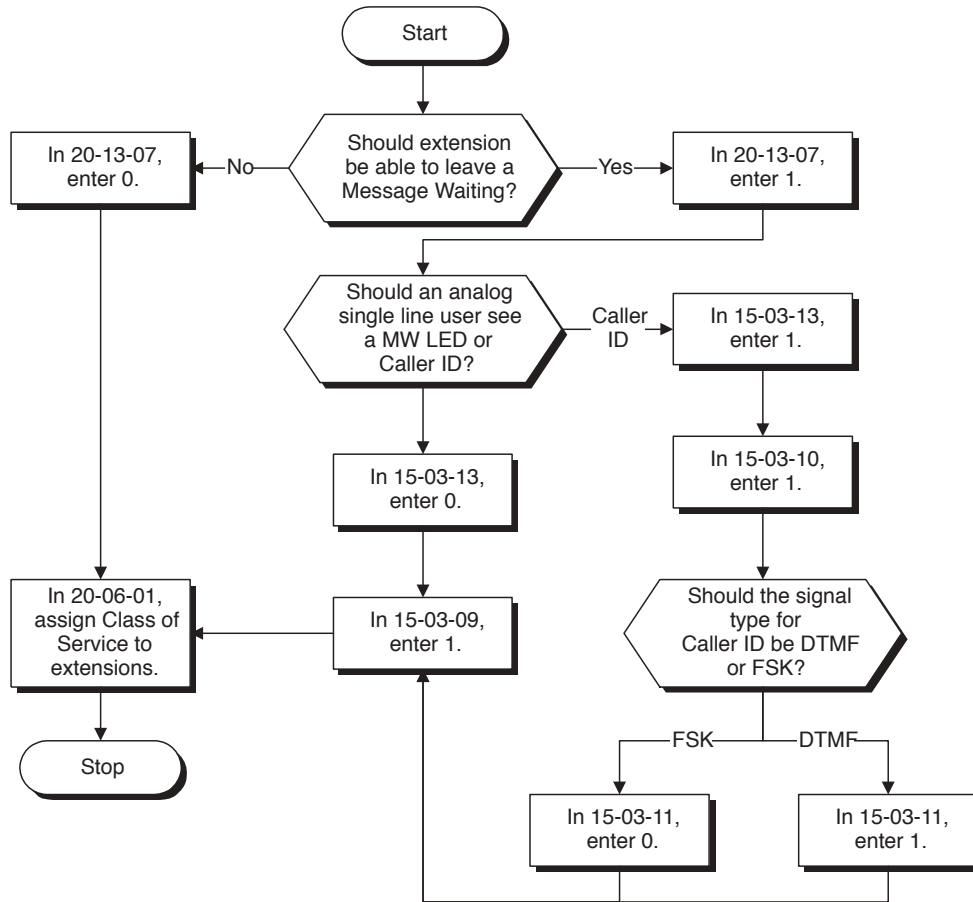 Start
Should extension
be able to leave a
Message Waiting?
No
Yes
In 20-13-07,
enter 0.
In 20-13-07,
enter 1.
Should an analog
single line user see
a MW LED or
Caller ID?
Caller
ID
In 15-03-13,
enter 1.
In 15-03-13,
enter 0.
In 15-03-10,
enter 1.
In 20-06-01,
assign Class of
Service to
extensions.
In 15-03-09,
enter 1.
Should the signal
type for
Caller ID be DTMF
or FSK?
Stop
FSK
DTMF
In 15-03-11,
enter 0.
In 15-03-11,
enter 1.